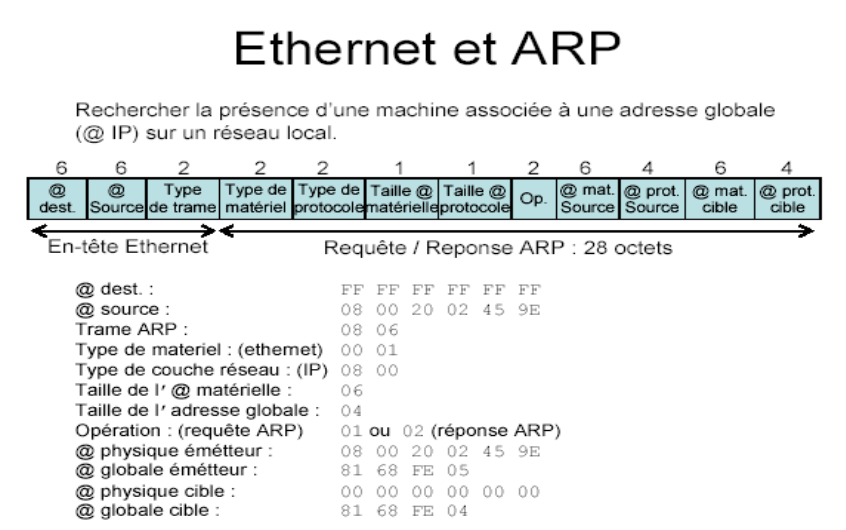 Ethernet et ARP
Rechercher la présence d'une machine associée à une adresse globale
(@ IP) sur un réseau local.
6 6 2 2 2 1 1 2 6 4 6 4
@ dest. @ Source Type de trame Type de matériel Type de protocole Taille @ matérielle Taille @ protocole Op. @ mat. Source @ prot. Source @ mat. cible @ prot. cible
En-tête Ethernet Requête / Reponse ARP : 28 octets
@ dest. : FF FF FF FF FF FF
@ source : 08 00 20 02 45 9E
Trame ARP : 08 06
Type de materiel : (ethernet) 00 01
Type de couche réseau : (IP) 08 00
Taille de l' @ matérielle : 06
Taille de l' adresse globale : 04
Opération : (requête ARP) 01 ou 02 (réponse ARP)
@ physique émétteur : 08 00 20 02 45 9E
@ globale émétteur : 81 68 FE 05
@ physique cible : 00 00 00 00 00 00
@ globale cible : 81 68 FE 04